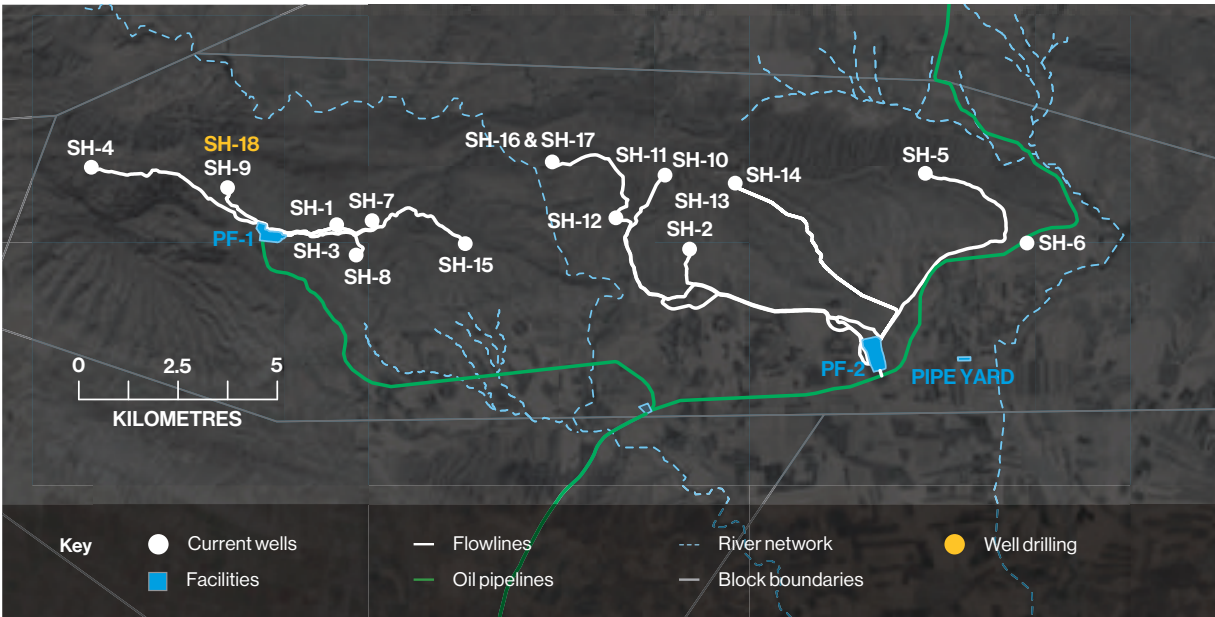 SH-4
SH-18
SH-9
PF-1
SH-1
SH-3
SH-7
SH-8
SH-15
SH-16 & SH-17
SH-11
SH-10
SH-13
SH-12
SH-2
SH-14
SH-5
SH-6
PF-2
PIPE YARD
0 2.5 5
KILOMETRES
Key
Current wells
Flowlines
River network
Well drilling
Facilities
Oil pipelines
Block boundaries